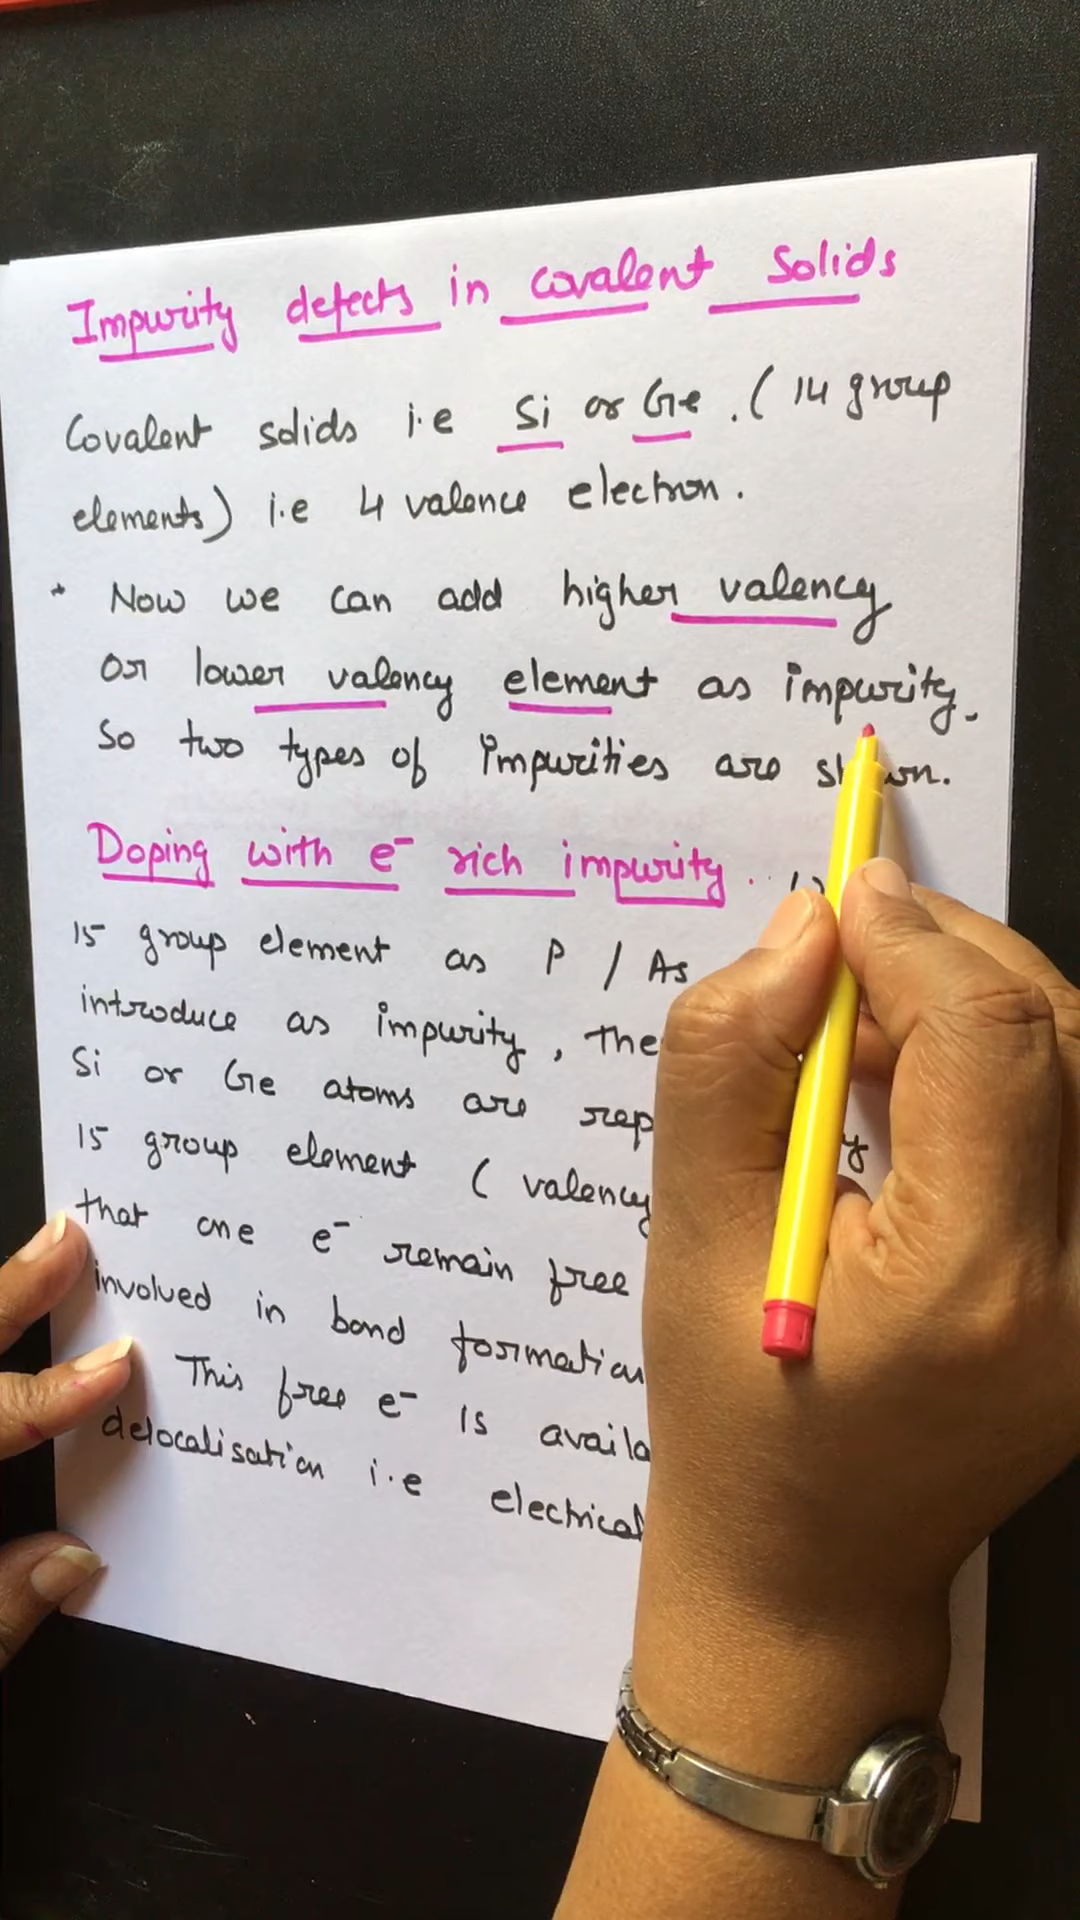 Impurity defects in covalent solids
Covalent solids i.e Si or Ge . ( 14 group
elements) i.e 4 valence electron .
* Now we can add higher valency
or lower valency element as impurity.
So two types of impurities are
Doping with e⁻ rich impurity .
15 group element as P / As
introduce as impurity, the
Si or Ge atoms are
15 group element ( valency
that one e⁻ remain free
involved in bond formation
This free e⁻ is
delocalisation i.e electrical